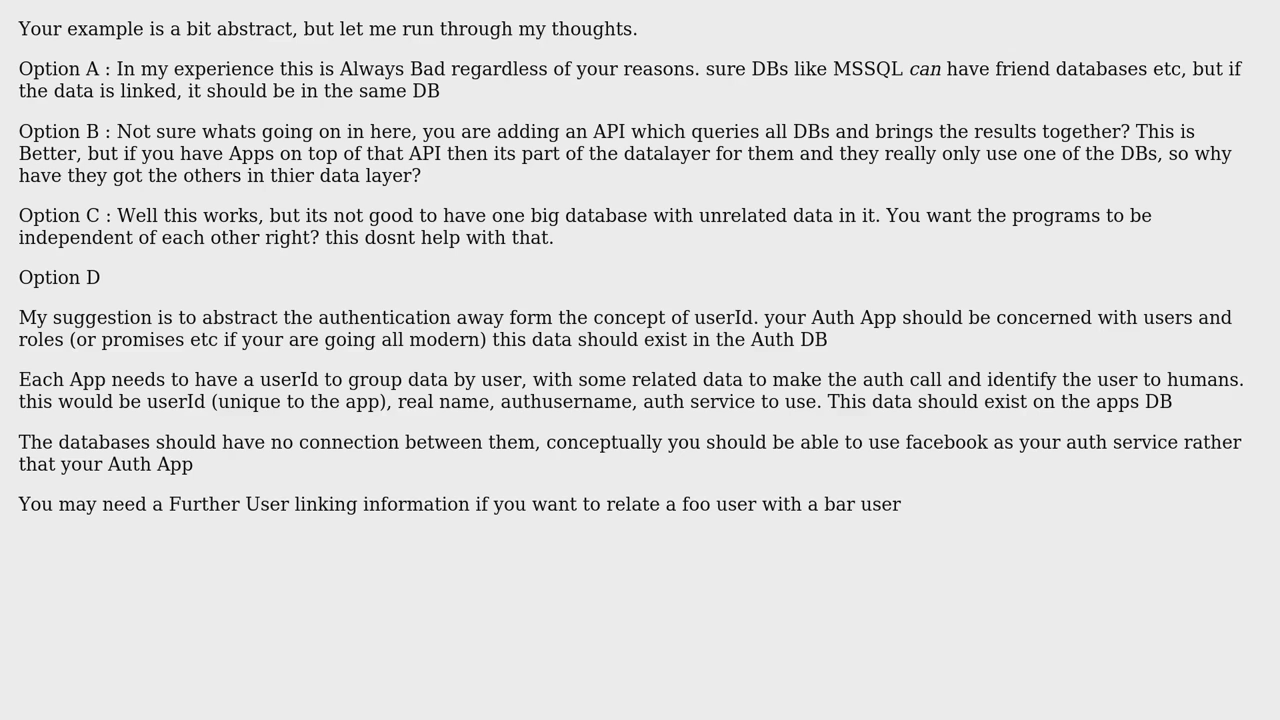 Your example is a bit abstract, but let me run through my thoughts.
Option A : In my experience this is Always Bad regardless of your reasons. sure DBs like MSSQL can have friend databases etc, but if
the data is linked, it should be in the same DB
Option B : Not sure whats going on in here, you are adding an API which queries all DBs and brings the results together? This is
Better, but if you have Apps on top of that API then its part of the datalayer for them and they really only use one of the DBs, so why
have they got the others in thier data layer?
Option C : Well this works, but its not good to have one big database with unrelated data in it. You want the programs to be
independent of each other right? this dosnt help with that.
Option D
My suggestion is to abstract the authentication away form the concept of userId. your Auth App should be concerned with users and
roles (or promises etc if your are going all modern) this data should exist in the Auth DB
Each App needs to have a userId to group data by user, with some related data to make the auth call and identify the user to humans.
this would be userId (unique to the app), real name, authusername, auth service to use. This data should exist on the apps DB
The databases should have no connection between them, conceptually you should be able to use facebook as your auth service rather
that your Auth App
You may need a Further User linking information if you want to relate a foo user with a bar user